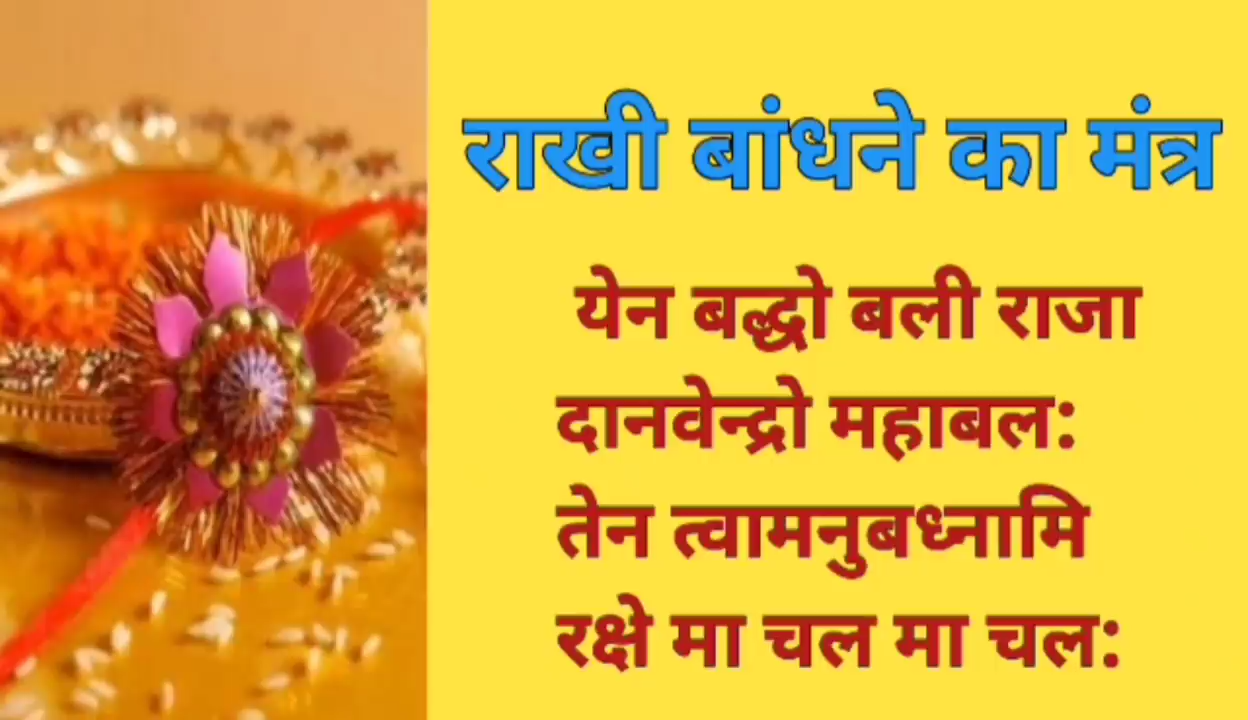 राखी बांधने का मंत्र
येन बद्धो बली राजा
दानवेन्द्रो महाबल:
तेन त्वामनुबध्नामि
रक्षे मा चल मा चल: